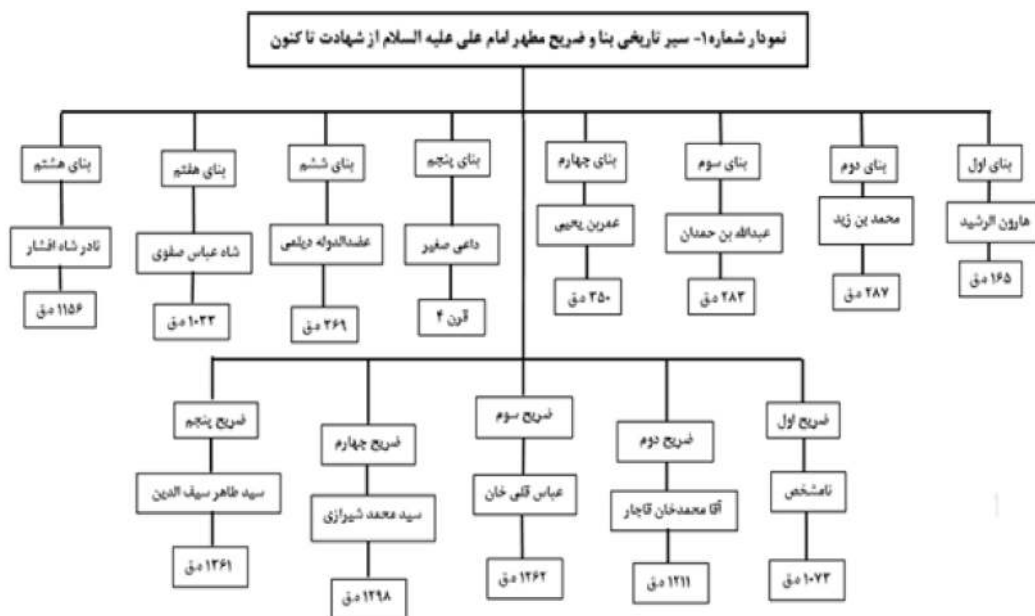 نمودار شماره۱- سیر تاریخی بنا و ضریح مطهر امام علی علیه السلام از شهادت تا کنون
بنای اول
هارون الرشید
۱۶۵ ه.ق
بنای دوم
محمد بن زید
۲۸۷ ه.ق
بنای سوم
عبدالله بن حمدان
۲۸۳ ه.ق
بنای چهارم
عمربن یحیی
۳۵۰ ه.ق
بنای پنجم
داعی صغیر
قرن ۴
بنای ششم
عضدالدوله دیلمی
۳۶۹ ه.ق
بنای هفتم
شاه عباس صفوی
۱۰۳۳ ه.ق
بنای هشتم
نادر شاه افشار
۱۱۵۶ ه.ق
ضریح اول
نامشخص
۱۰۷۳ ه.ق
ضریح دوم
آقا محمدخان قاجار
۱۲۱۱ ه.ق
ضریح سوم
عباس قلی خان
۱۲۶۲ ه.ق
ضریح چهارم
سید محمد شیرازی
۱۲۹۸ ه.ق
ضریح پنجم
سید طاهر سیف الدین
۱۳۶۱ ه.ق